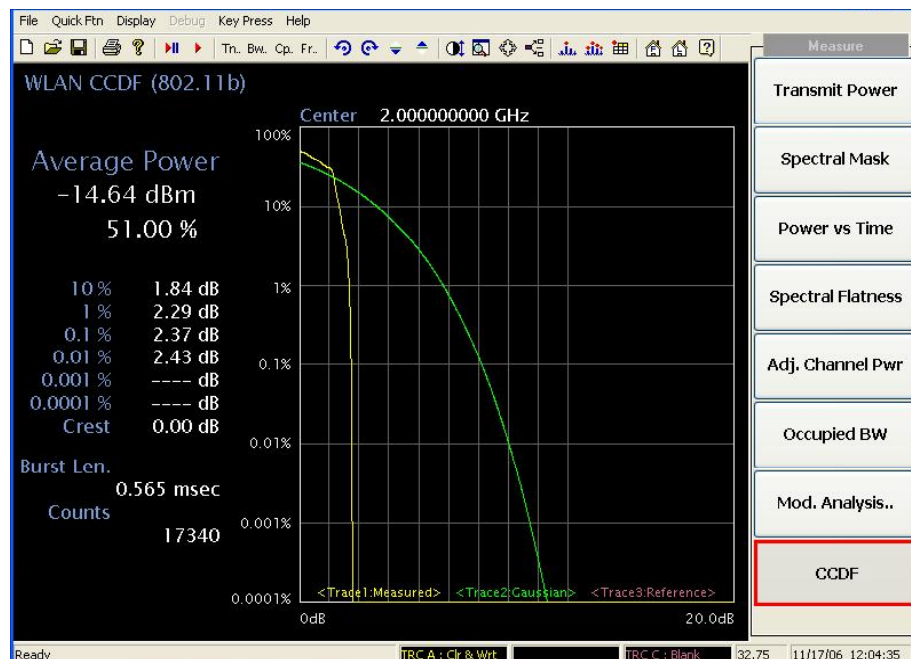 File Quick Ftn Display Debug Key Press Help
Tn.. Bw.. Cp.. Fr..
Measure
WLAN CCDF (802.11b)
Transmit Power
Center 2.000000000 GHz
100%
Average Power
-14.64 dBm
51.00 %
Spectral Mask
10%
Power vs Time
10 % 1.84 dB
1 % 2.29 dB
0.1 % 2.37 dB
0.01 % 2.43 dB
0.001 % ---- dB
0.0001 % ---- dB
Crest 0.00 dB
1%
Spectral Flatness
0.1%
Adj. Channel Pwr
0.01%
Occupied BW
Burst Len.
0.565 msec
Counts
17340
0.001%
Mod. Analysis..
CCDF
0.0001%
<Trace1:Measured> <Trace2:Gaussian> <Trace3:Reference>
0dB 20.0dB
Ready TRC A : Clr & Wrt TRC C : Blank 32.75 11/17/06 12:04:35